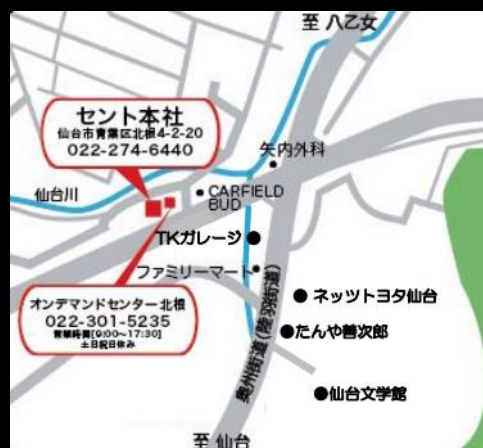 至 八乙女
セント本社
仙台市青葉区北根4-2-20
022-274-6440
矢内外科
仙台川
CARFIELD
BUD
TKガレージ
ファミリーマート
オンデマンドセンター北根
022-301-5235
営業時間[9:00〜17:30]
土日祝日休み
奥州街道(陸羽街道)
ネッツトヨタ仙台
たんや善次郎
仙台文学館
至 仙台